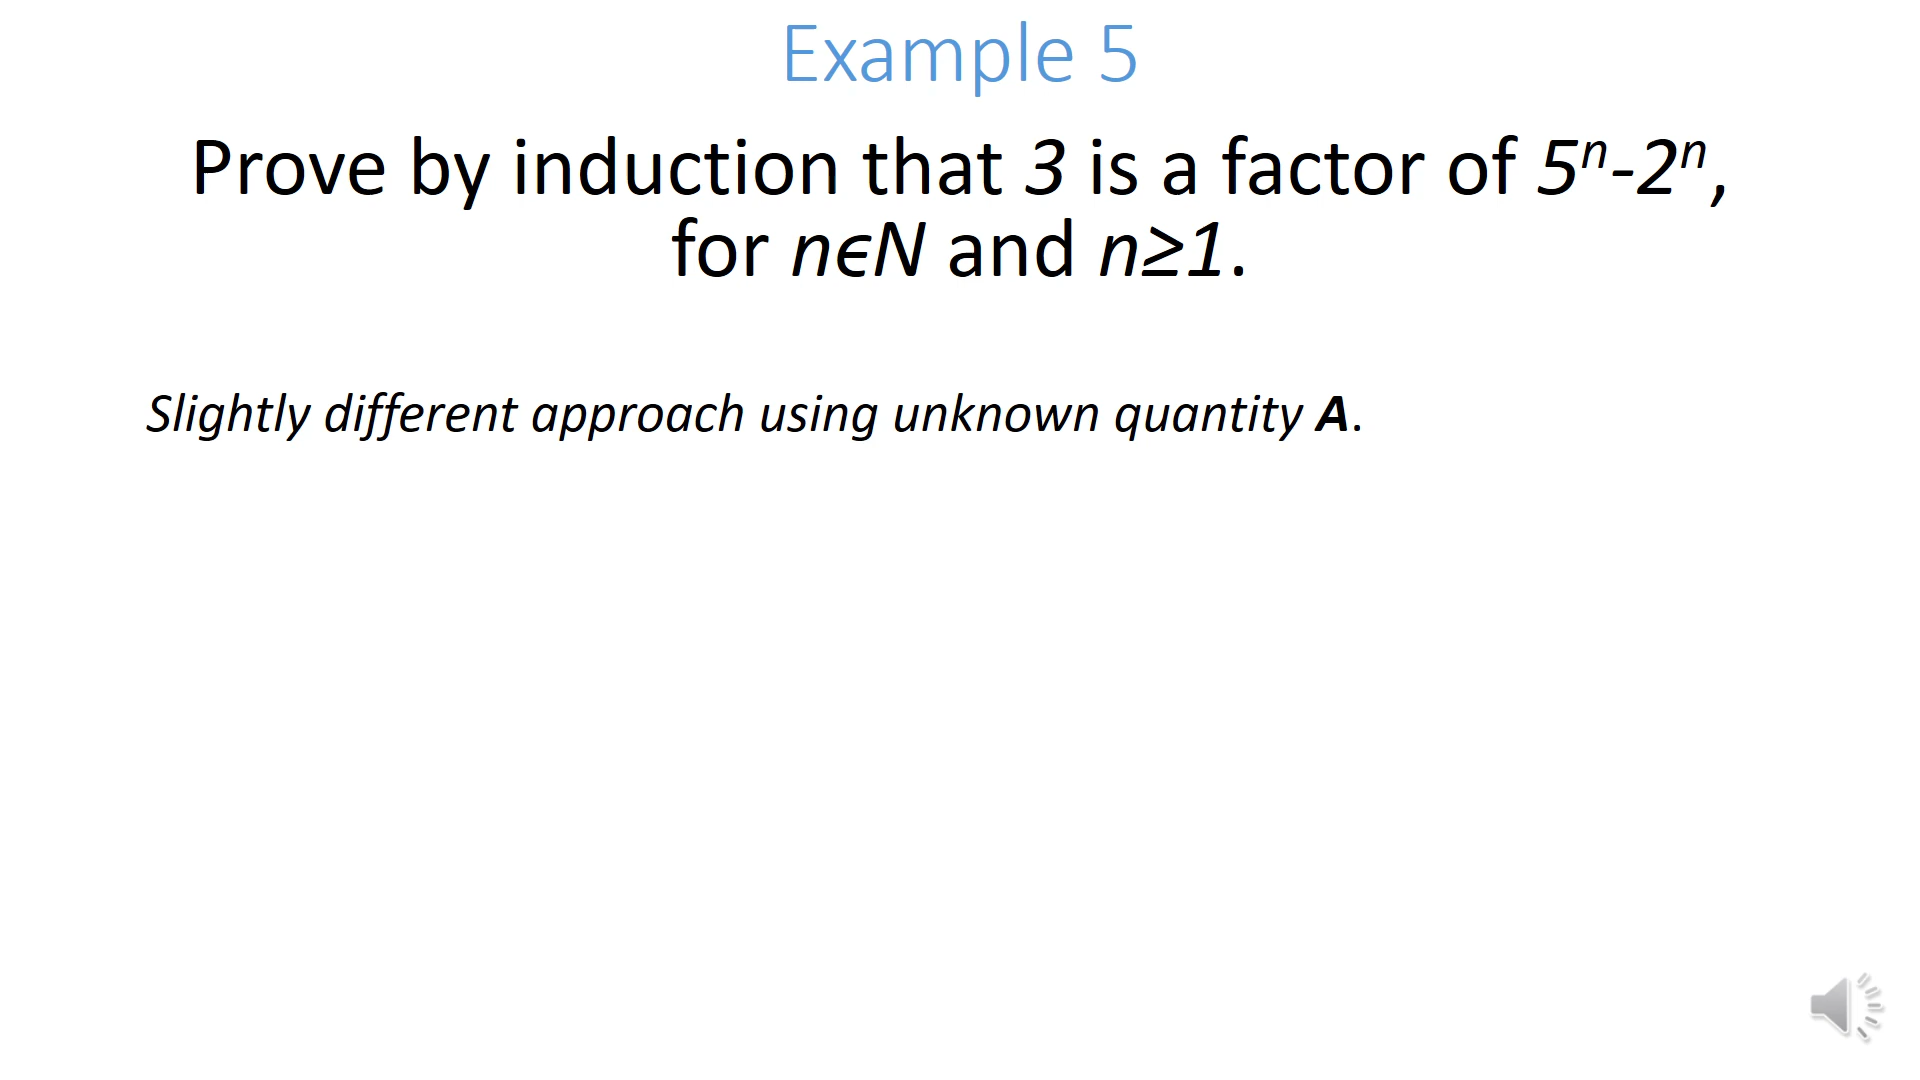 Example 5
Prove by induction that 3 is a factor of 5ⁿ-2ⁿ,
for nϵN and n≥1.
Slightly different approach using unknown quantity A.